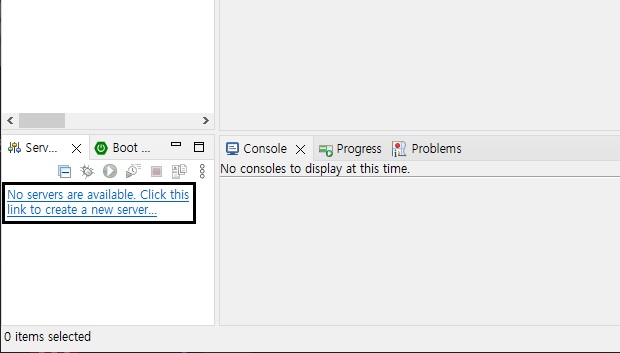 Serv...
Boot ...
No servers are available. Click this
link to create a new server...
Console
Progress
Problems
No consoles to display at this time.
0 items selected